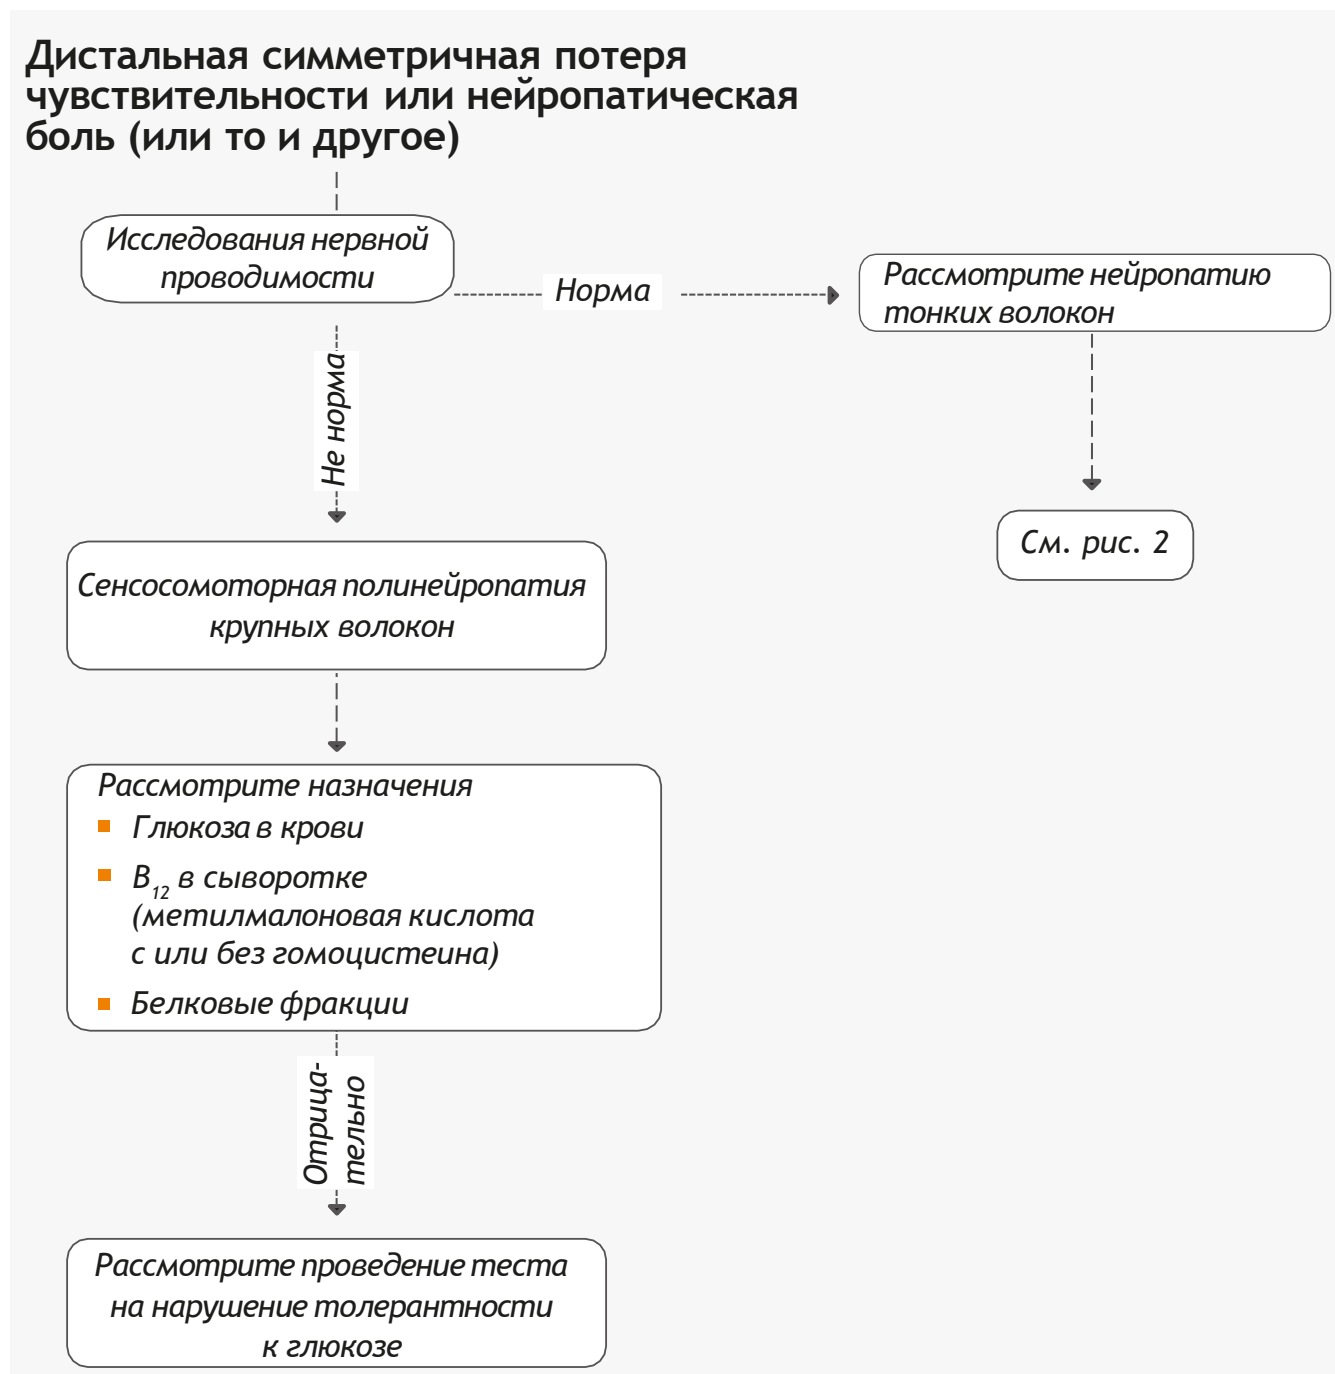 Дистальная симметричная потеря
чувствительности или нейропатическая
боль (или то и другое)
Исследования нервной
проводимости
Норма
Рассмотрите нейропатию
тонких волокон
Не норма
См. рис. 2
Сенсосомоторная полинейропатия
крупных волокон
Рассмотрите назначения
Глюкоза в крови
B12 в сыворотке
(метилмалоновая кислота
с или без гомоцистеина)
Белковые фракции
Отрица-
тельно
Рассмотрите проведение теста
на нарушение толерантности
к глюкозе